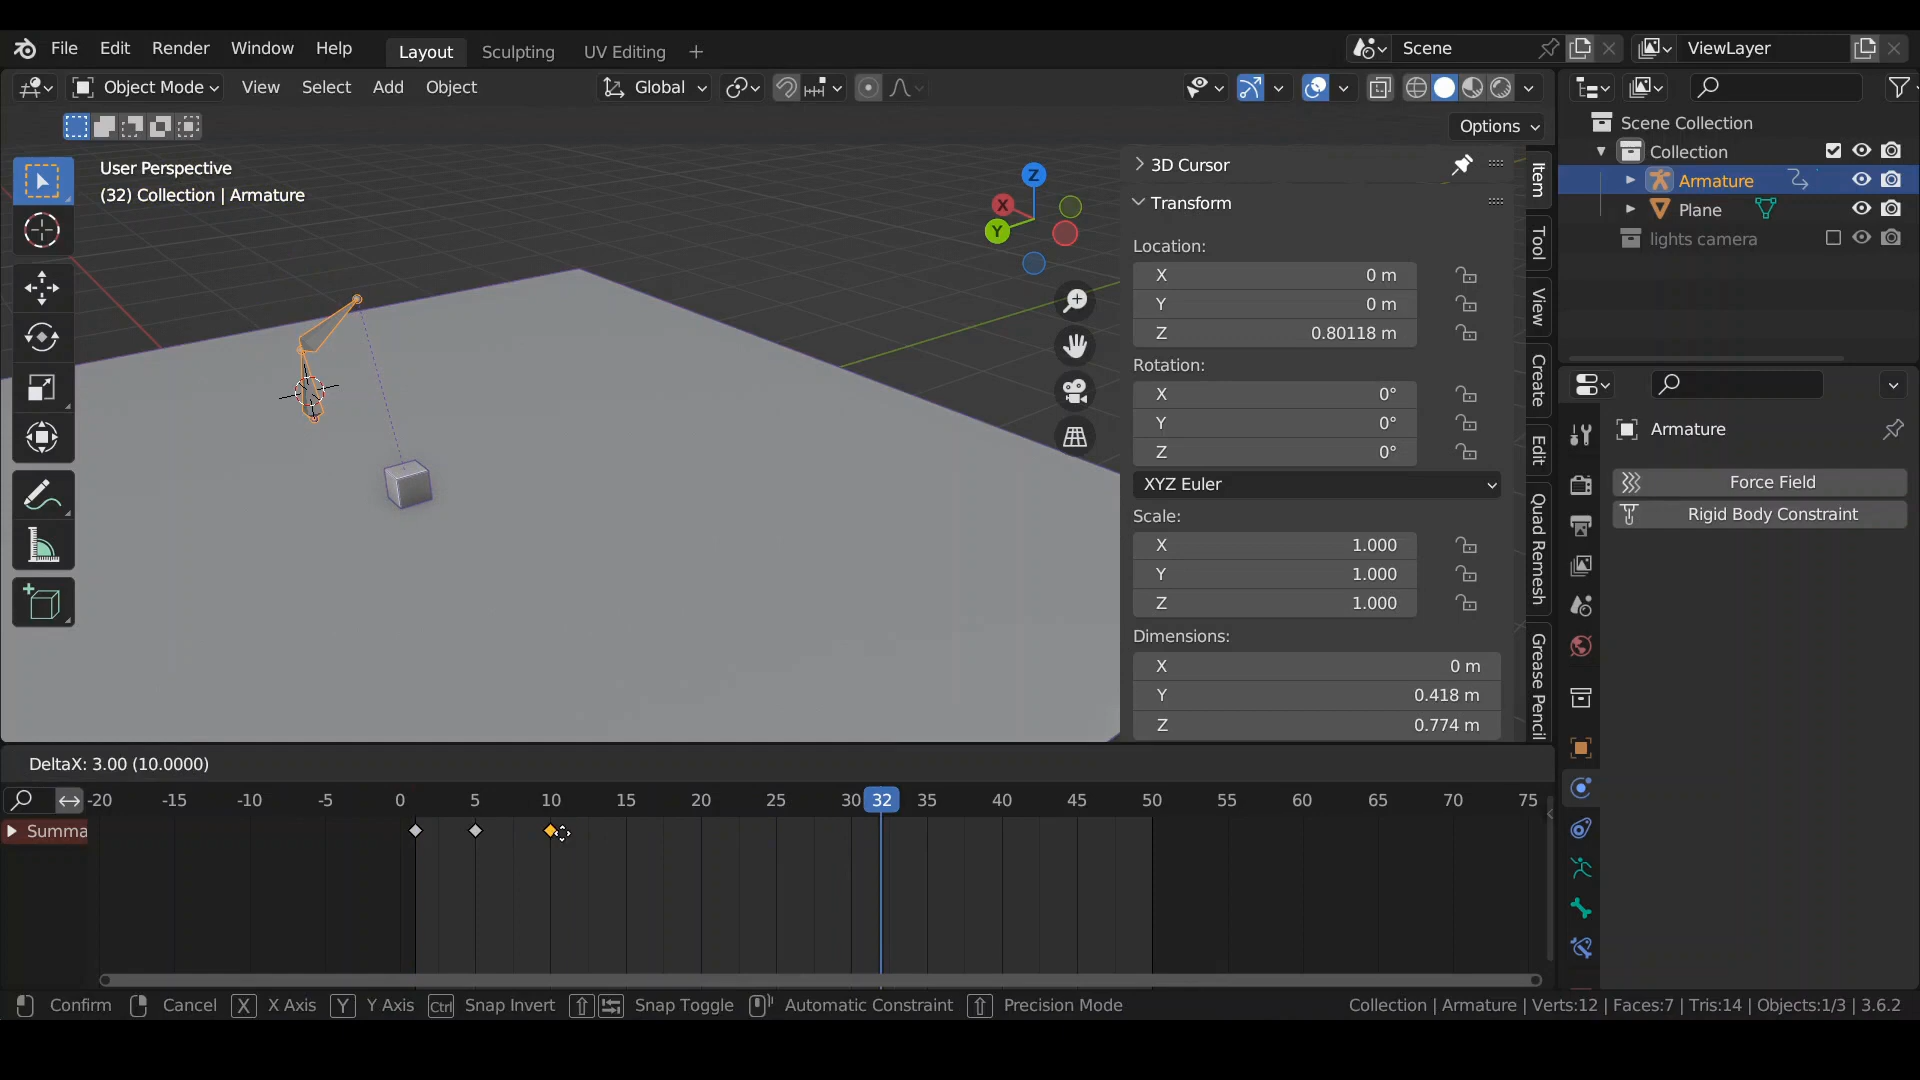 File Edit Render Window Help Layout Sculpting UV Editing + Scene ViewLayer
Object Mode View Select Add Object Global
Options
User Perspective
(32) Collection | Armature
Z
X
Y
3D Cursor
Transform
Location:
X 0 m
Y 0 m
Z 0.80118 m
Rotation:
X 0°
Y 0°
Z 0°
XYZ Euler
Scale:
X 1.000
Y 1.000
Z 1.000
Dimensions:
X 0 m
Y 0.418 m
Z 0.774 m
Item
Tool
View
Create
Edit
Quad Remesh
Grease Pencil
Scene Collection
Collection
Armature
Plane
lights camera
Armature
Force Field
Rigid Body Constraint
DeltaX: 3.00 (10.0000)
-20 -15 -10 -5 0 5 10 15 20 25 30 32 35 40 45 50 55 60 65 70 75
Summa
Confirm Cancel X X Axis Y Y Axis Ctrl Snap Invert Snap Toggle Automatic Constraint Precision Mode Collection | Armature | Verts:12 | Faces:7 | Tris:14 | Objects:1/3 | 3.6.2